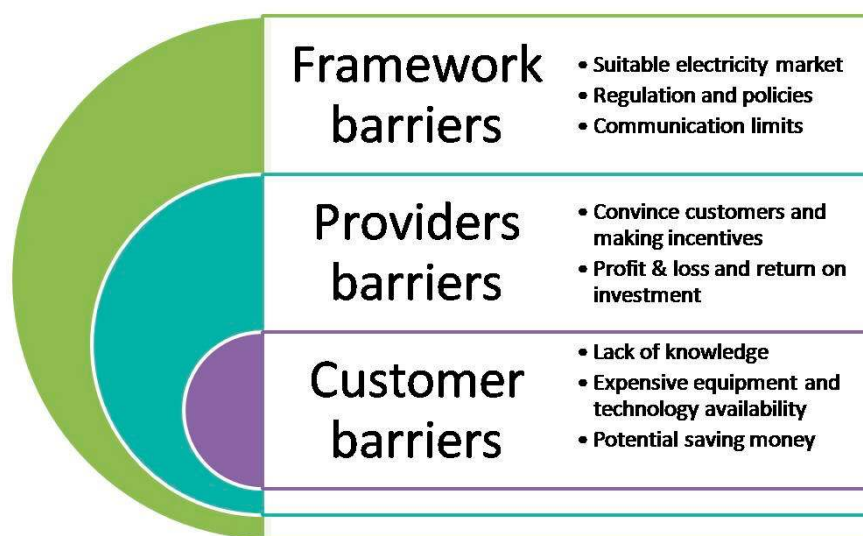 Framework
barriers
• Suitable electricity market
• Regulation and policies
• Communication limits
Providers
barriers
• Convince customers and
making incentives
• Profit & loss and return on
investment
Customer
barriers
• Lack of knowledge
• Expensive equipment and
technology availability
• Potential saving money